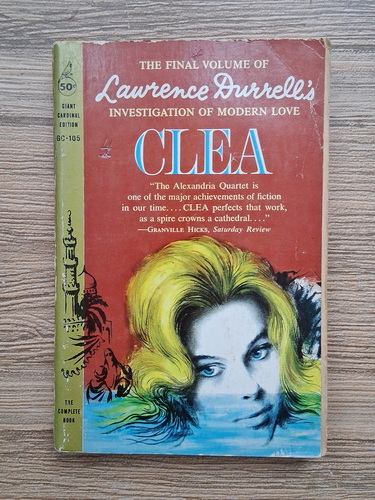 50¢
GIANT
CARDINAL
EDITION
GC-105
THE FINAL VOLUME OF
Lawrence Durrell's
INVESTIGATION OF MODERN LOVE
CLEA
"The Alexandria Quartet is
one of the major achievements of fiction
in our time.... CLEA perfects that work,
as a spire crowns a cathedral...."
—GRANVILLE HICKS, Saturday Review
THE
COMPLETE
BOOK